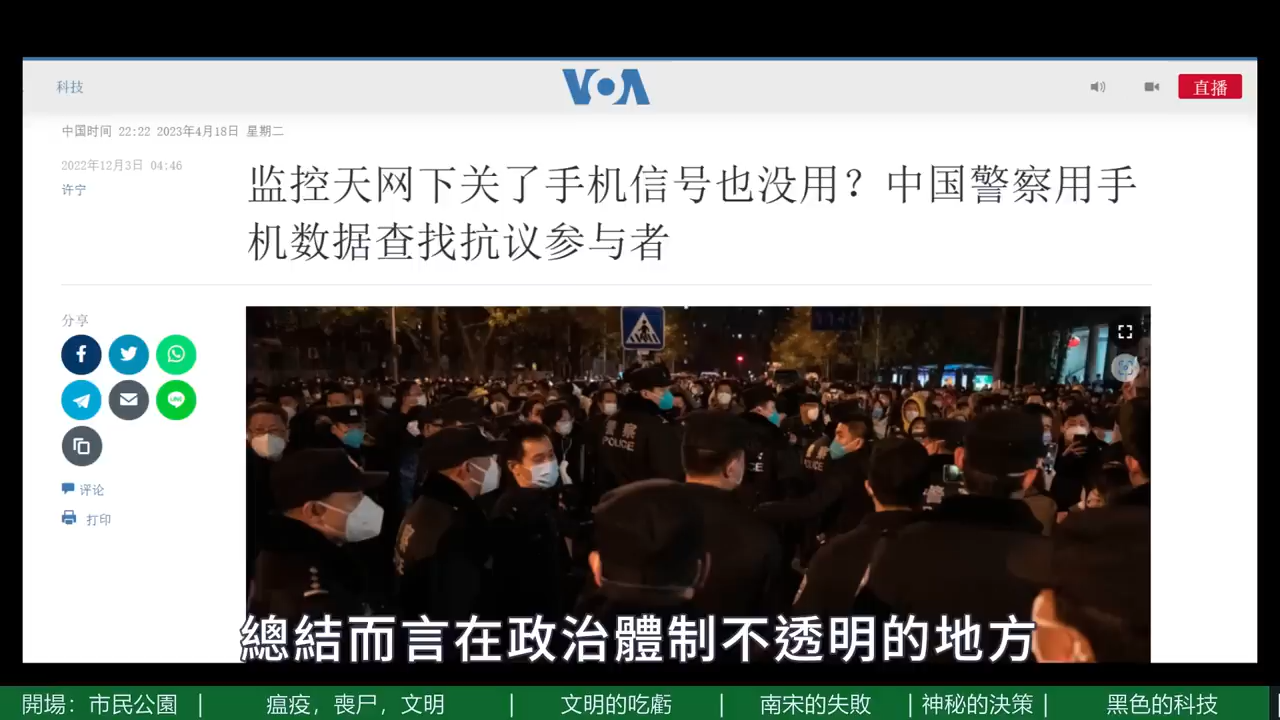 科技
VOA
直播
中国时间 22:22 2023年4月18日 星期二
2022年12月3日 04:46
许宁
监控天网下关了手机信号也没用？中国警察用手
机数据查找抗议参与者
分享
评论
打印
警察
POLICE
POLICE
總結而言在政治體制不透明的地方
開場：市民公園 | 瘟疫，喪尸，文明 | 文明的吃虧 | 南宋的失敗 | 神秘的決策 | 黑色的科技